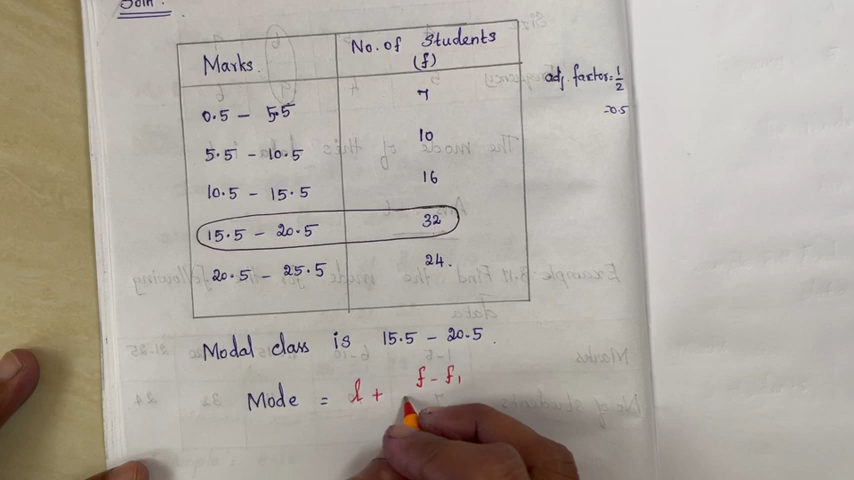 Soln:
Marks. No. of Students (f)
0.5 - 5.5 7
5.5 - 10.5 10
10.5 - 15.5 16
15.5 - 20.5 32
20.5 - 25.5 24.
adj. factor = 1/2
= 0.5
Modal class is 15.5 - 20.5.
Mode = l + f - f₁